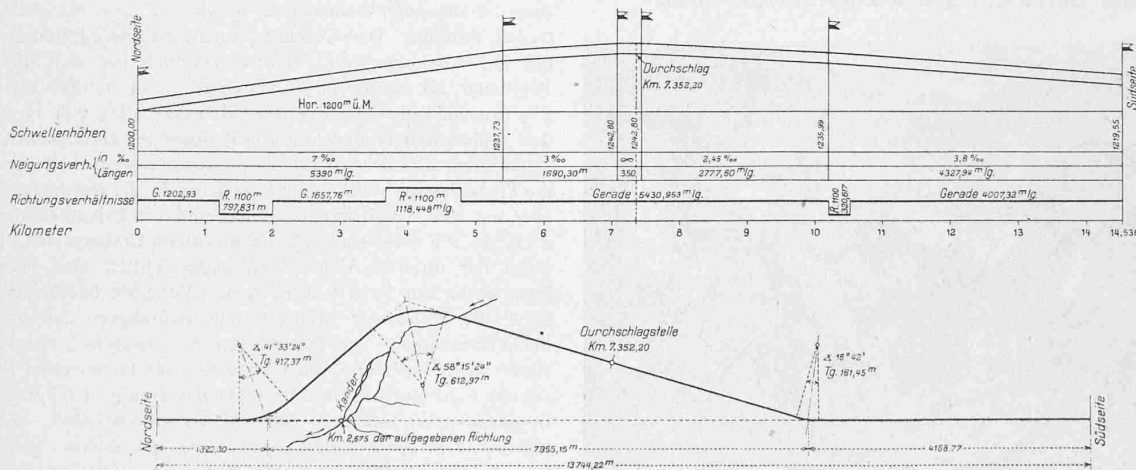 Nordseite
Südseite
Durchschlag
Km. 7.352,20
Hor. 1200 m ü.M.
Schwellenhöhen
1200,00
1237,73
1242,80
1243,80
1235,99
1219,55
Neigungsverh. { in ‰
Längen
7 ‰
3 ‰
∞
2,45 ‰
3,8 ‰
5390 m lg.
1690,30 m
350
2777,60 m lg.
4327,94 m lg.
Richtungsverhältnisse
G. 1202,93
R. 1100 m
797,831 m
G. 1657,76 m
R = 1100 m
1118,448 m lg.
Gerade 5430,953 m lg.
R. 1100
320,617
Gerade 4007,32 m lg.
Kilometer
0 1 2 3 4 5 6 7 8 9 10 11 12 13 14 14,536
∡ 41° 33' 24"
Tg. 417,37 m
∡ 58° 15' 24"
Tg. 612,97 m
Durchschlagstelle
Km. 7.352,20
∡ 16° 42'
Tg. 161,45 m
Nordseite
Kander
Km. 2,675 der aufgegebenen Richtung
Südseite
7955,15 m
13744,22 m